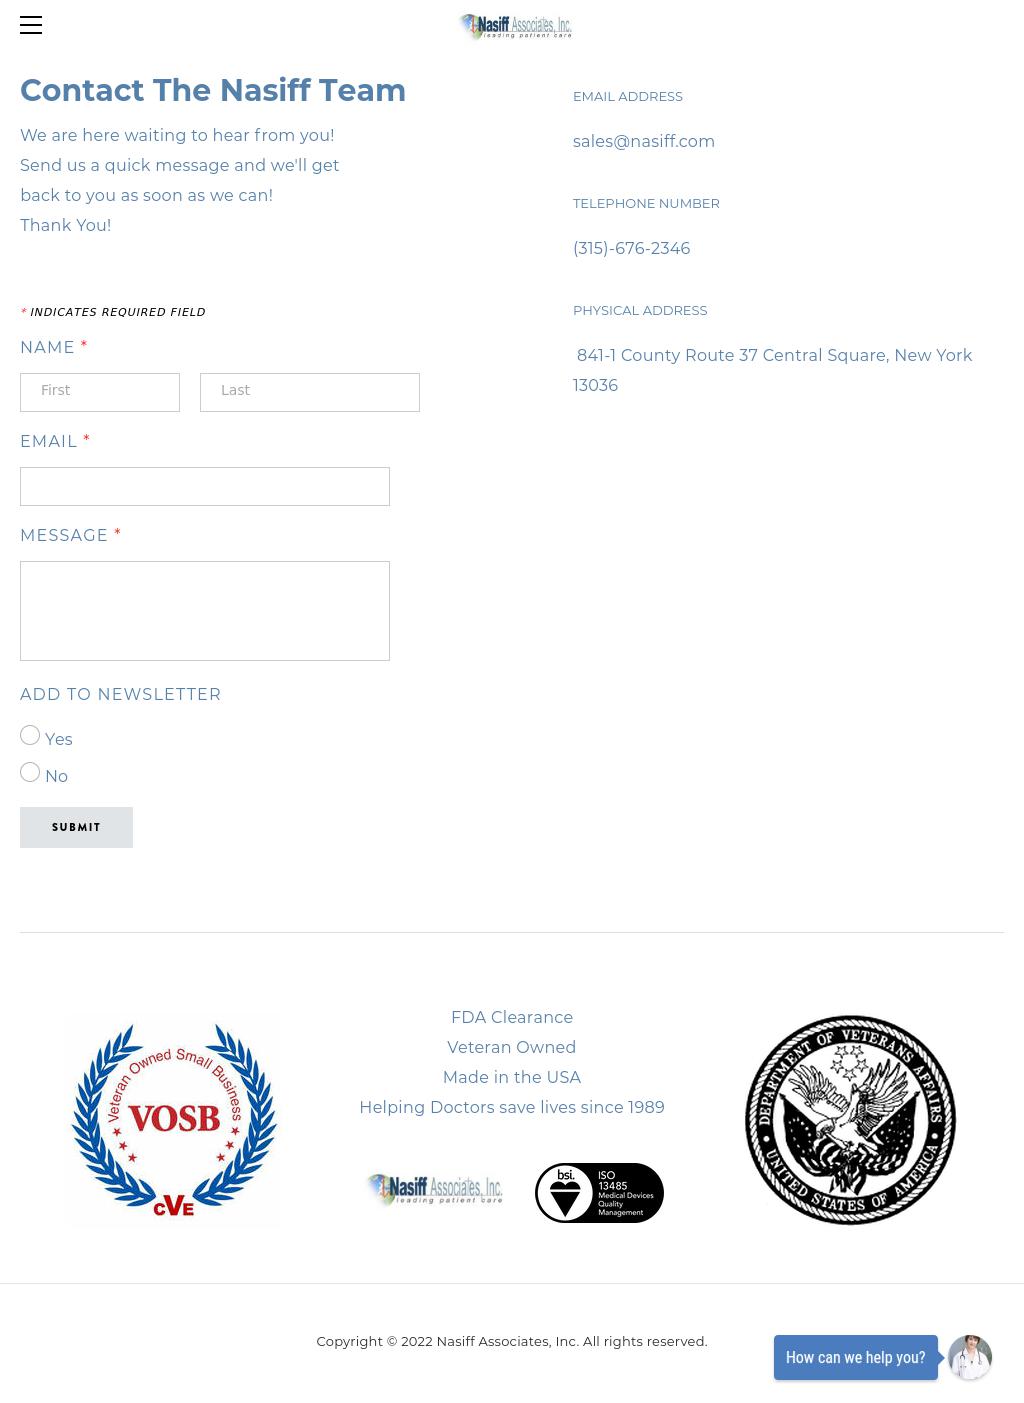 Nasiff Associates, Inc.
leading patient care
Contact The Nasiff Team
We are here waiting to hear from you!
Send us a quick message and we'll get
back to you as soon as we can!
Thank You!
* INDICATES REQUIRED FIELD
NAME *
First
Last
EMAIL *
MESSAGE *
ADD TO NEWSLETTER
Yes
No
SUBMIT
EMAIL ADDRESS
sales@nasiff.com
TELEPHONE NUMBER
(315)-676-2346
PHYSICAL ADDRESS
841-1 County Route 37 Central Square, New York
13036
Veteran Owned Small Business
VOSB
CVE
FDA Clearance
Veteran Owned
Made in the USA
Helping Doctors save lives since 1989
Nasiff Associates, Inc.
leading patient care
bsi.
ISO
13485
Medical Devices
Quality
Management
DEPARTMENT OF VETERANS AFFAIRS
UNITED STATES OF AMERICA
Copyright © 2022 Nasiff Associates, Inc. All rights reserved.
How can we help you?